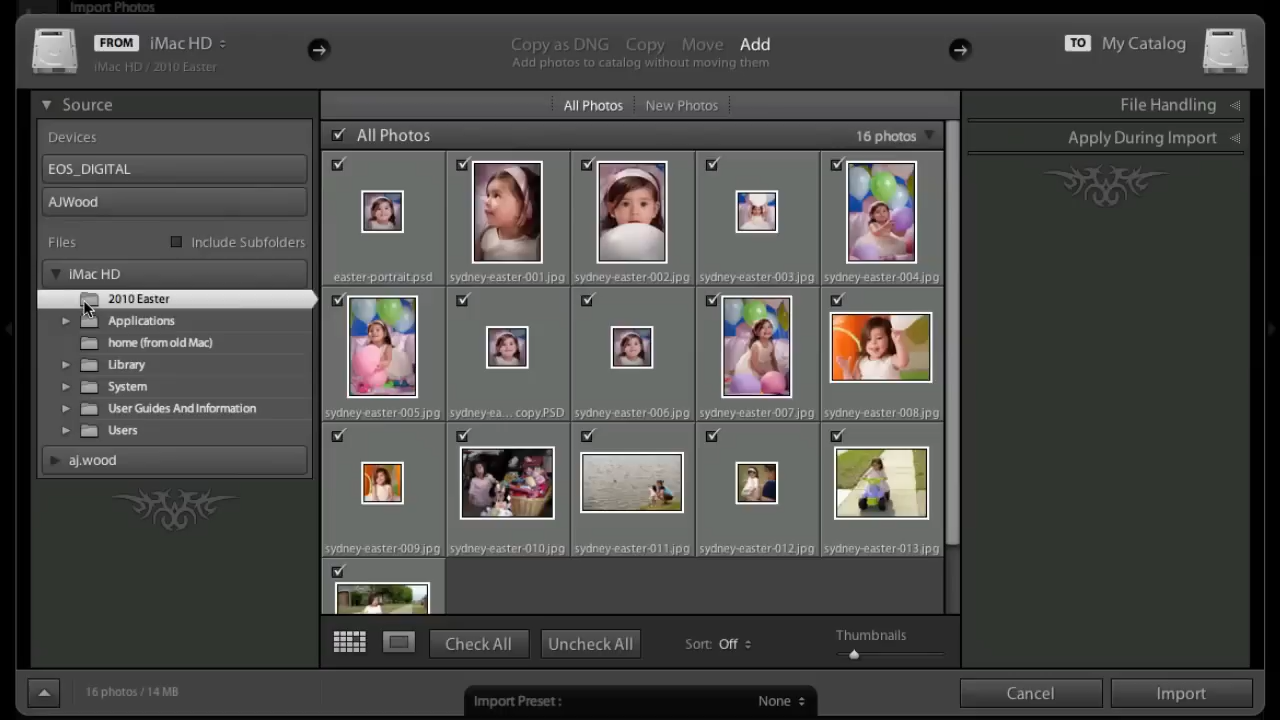 Import Photos
FROM iMac HD
iMac HD / 2010 Easter
Copy as DNG Copy Move Add
Add photos to catalog without moving them
TO My Catalog
Source
Devices
EOS_DIGITAL
AJWood
Files Include Subfolders
iMac HD
2010 Easter
Applications
home (from old Mac)
Library
System
User Guides And Information
Users
aj.wood
All Photos New Photos
All Photos 16 photos
easter-portrait.psd sydney-easter-001.jpg sydney-easter-002.jpg sydney-easter-003.jpg sydney-easter-004.jpg
sydney-easter-005.jpg sydney-ea... copy.PSD sydney-easter-006.jpg sydney-easter-007.jpg sydney-easter-008.jpg
sydney-easter-009.jpg sydney-easter-010.jpg sydney-easter-011.jpg sydney-easter-012.jpg sydney-easter-013.jpg
Check All Uncheck All Sort: Off Thumbnails
File Handling
Apply During Import
16 photos / 14 MB
Import Preset : None
Cancel Import